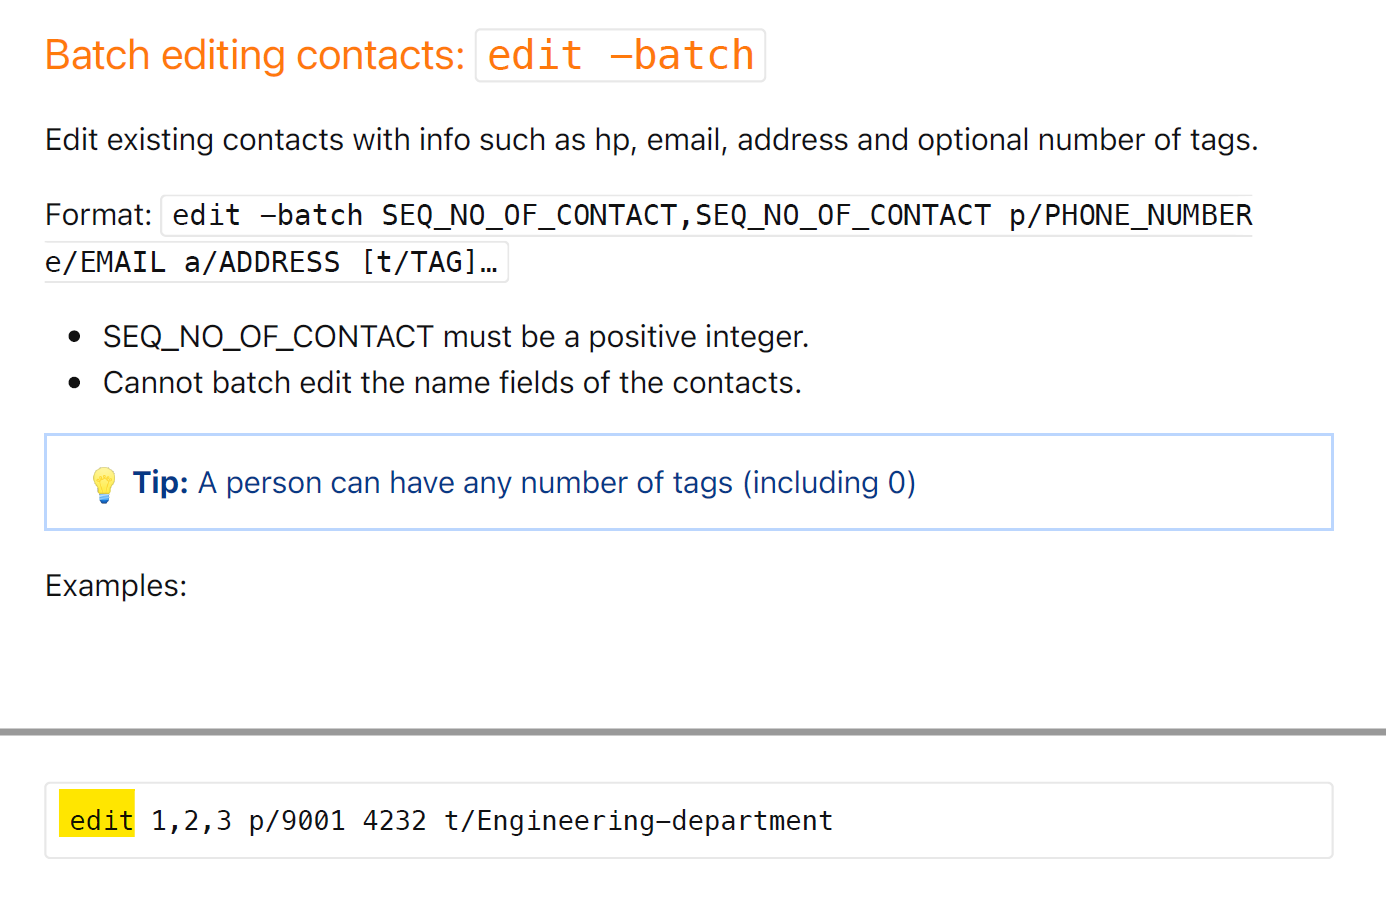 Batch editing contacts: edit –batch
Edit existing contacts with info such as hp, email, address and optional number of tags.
Format: edit –batch SEQ_NO_OF_CONTACT,SEQ_NO_OF_CONTACT p/PHONE_NUMBER
e/EMAIL a/ADDRESS [t/TAG]…
• SEQ_NO_OF_CONTACT must be a positive integer.
• Cannot batch edit the name fields of the contacts.
💡 Tip: A person can have any number of tags (including 0)
Examples:
edit 1,2,3 p/9001 4232 t/Engineering–department